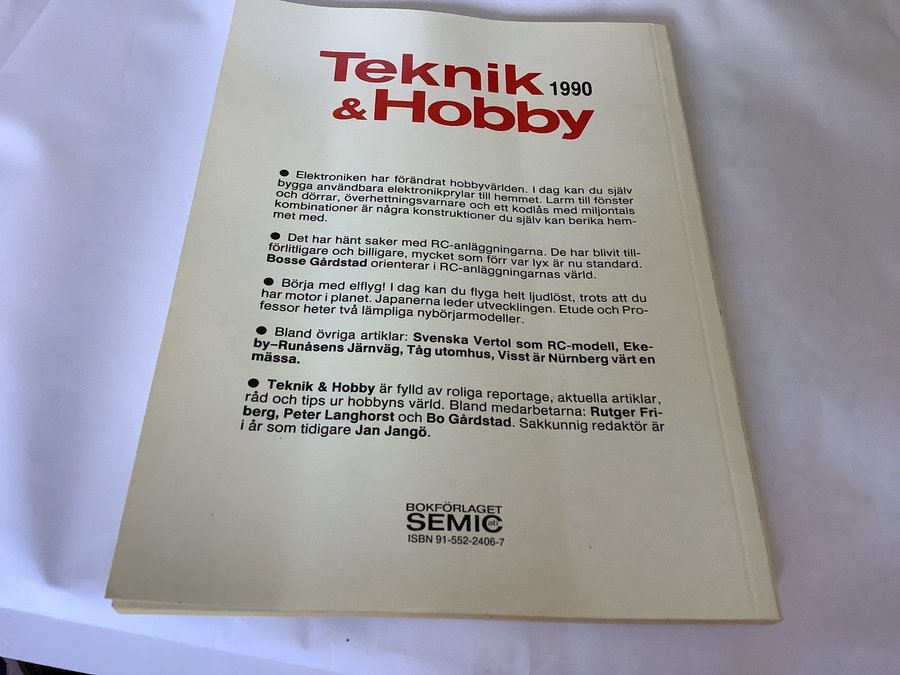 Teknik 1990
& Hobby
● Elektroniken har förändrat hobbyvärlden. I dag kan du själv
bygga användbara elektronikprylar till hemmet. Larm till fönster
och dörrar, överhettningsvarnare och ett kodlås med miljontals
kombinationer är några konstruktioner du själv kan berika hem-
met med.
● Det har hänt saker med RC-anläggningarna. De har blivit till-
förlitligare och billigare, mycket som förr var lyx är nu standard.
Bosse Gårdstad orienterar i RC-anläggningarnas värld.
● Börja med elflyg! I dag kan du flyga helt ljudlöst, trots att du
har motor i planet. Japanerna leder utvecklingen. Etude och Pro-
fessor heter två lämpliga nybörjarmodeller.
● Bland övriga artiklar: Svenska Vertol som RC-modell, Eke-
by–Runåsens Järnväg, Tåg utomhus, Visst är Nürnberg värt en
mässa.
● Teknik & Hobby är fylld av roliga reportage, aktuella artiklar,
råd och tips ur hobbyns värld. Bland medarbetarna: Rutger Fri-
berg, Peter Langhorst och Bo Gårdstad. Sakkunnig redaktör är
i år som tidigare Jan Jangö.
BOKFÖRLAGET
SEMIC ab
ISBN 91-552-2406-7